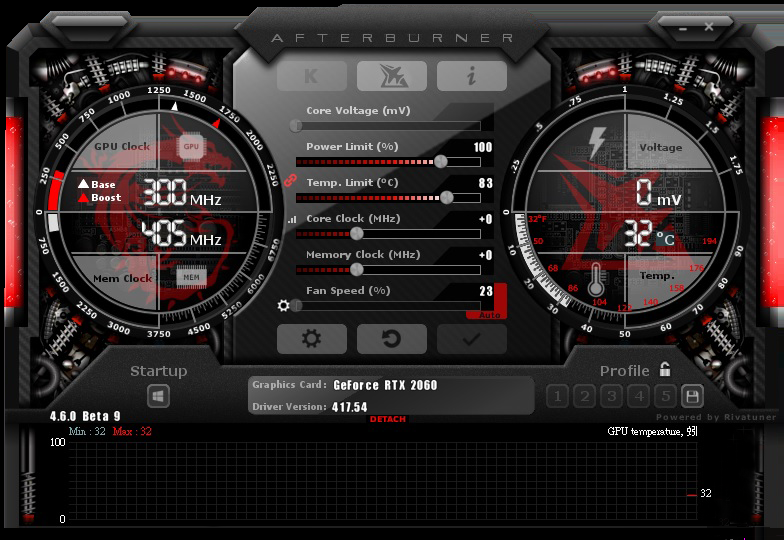 AFTERBURNER
K
i
GPU Clock
GPU
Base
Boost
300 MHz
405 MHz
Mem Clock
MEM
0
250
500
750
1000
1250
1500
1750
2000
2250
0
750
1500
2250
3000
3750
4500
5250
6000
6750
Core Voltage (mV)
Power Limit (%) 100
Temp. Limit (°C) 83
Core Clock (MHz) +0
Memory Clock (MHz) +0
Fan Speed (%) 23
Auto
0
.25
.5
.75
1
1.25
1.5
1.75
Voltage
0 mV
32 °C
Temp.
0
10
20
30
40
50
60
70
80
90
32°F
50
68
86
104
122
140
158
176
194
Startup
Graphics Card: GeForce RTX 2060
Driver Version: 417.54
Profile
1 2 3 4 5
4.6.0 Beta 9
DETACH
Powered by Rivatuner
Min : 32 Max : 32
GPU temperature,
100
32
0